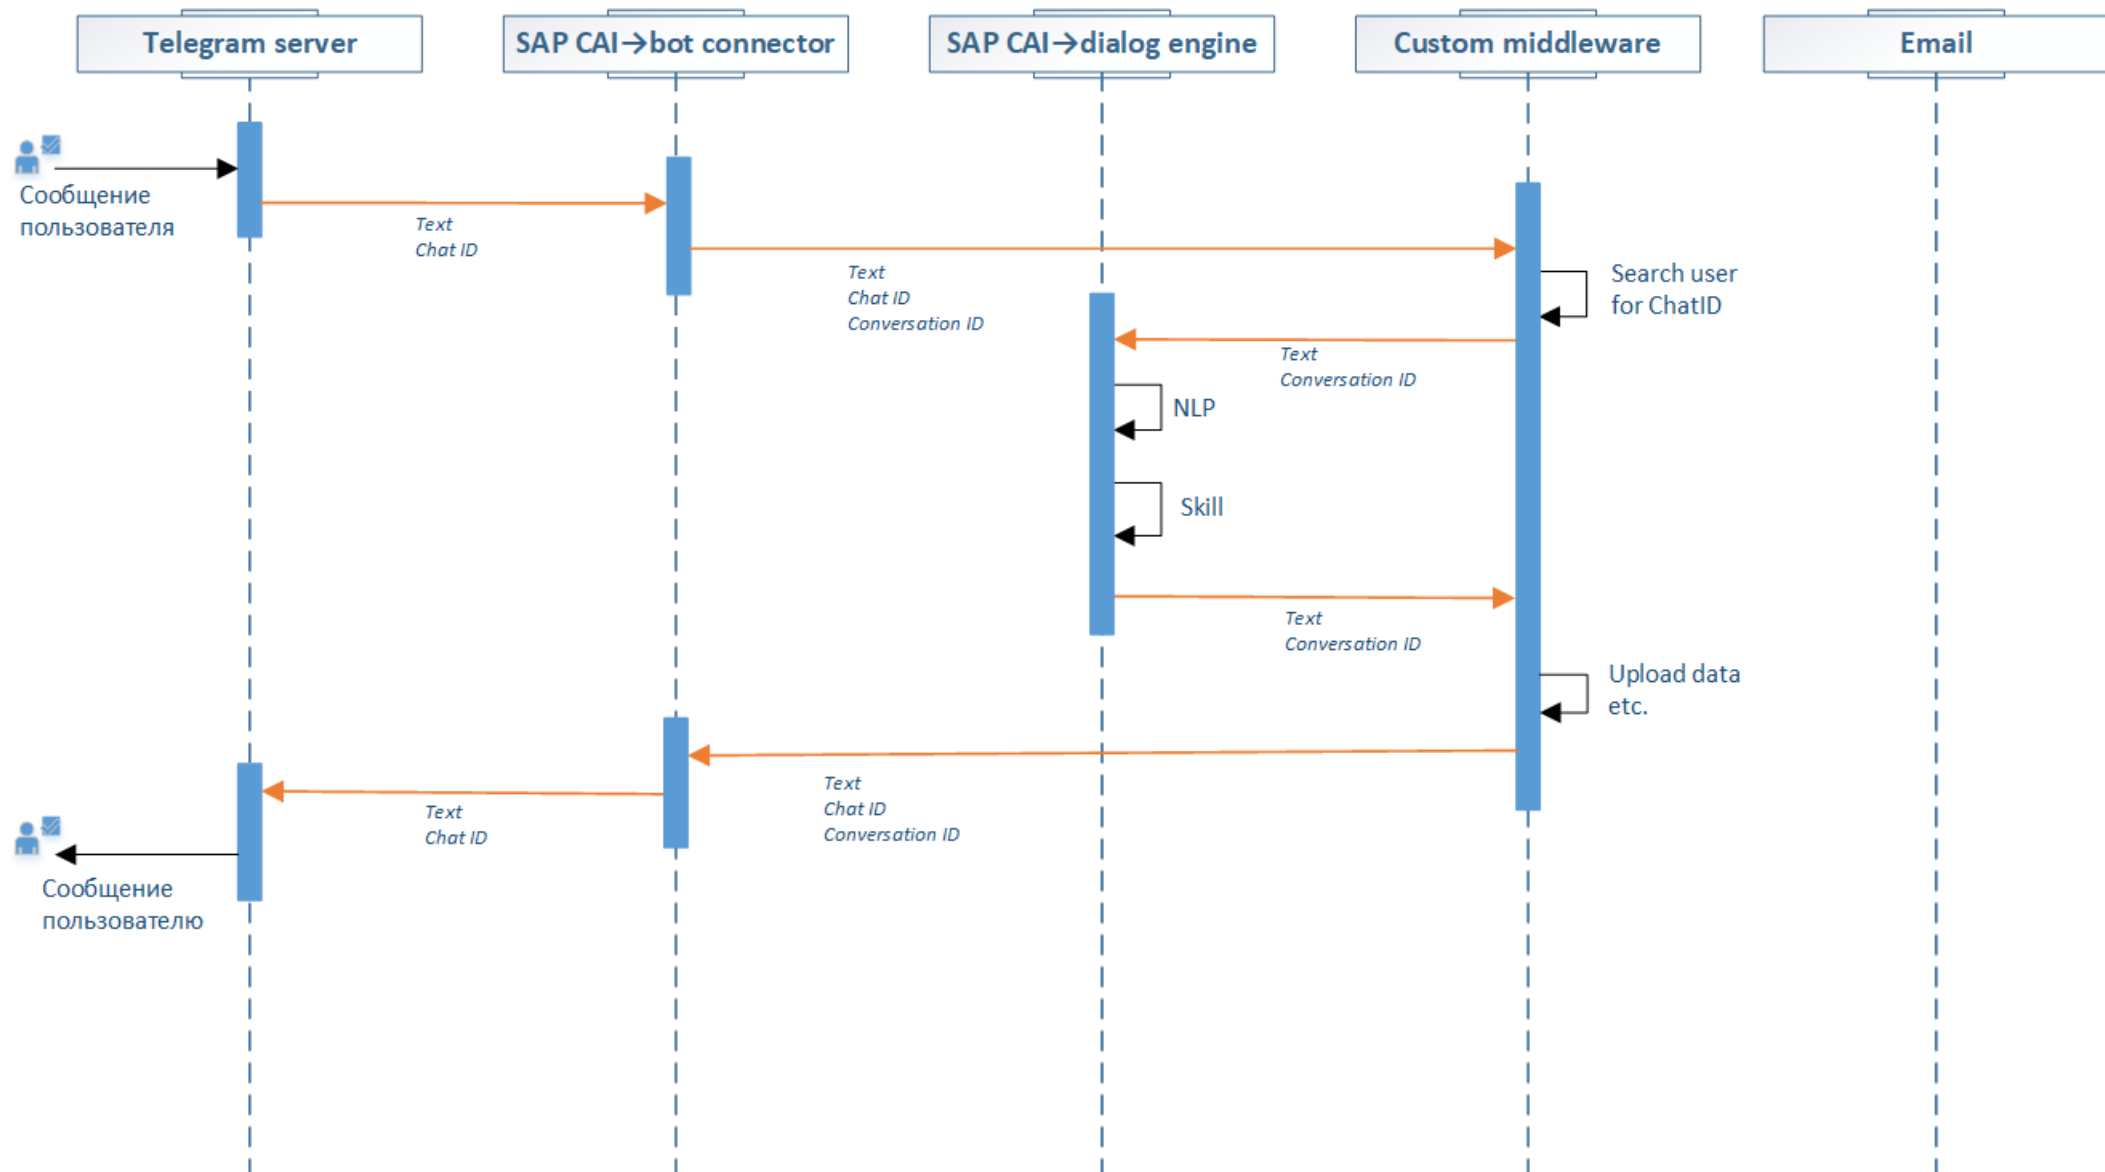 Telegram server
SAP CAI→bot connector
SAP CAI→dialog engine
Custom middleware
Email
Сообщение
пользователя
Text
Chat ID
Text
Chat ID
Conversation ID
Search user
for ChatID
Text
Conversation ID
NLP
Skill
Text
Conversation ID
Upload data
etc.
Text
Chat ID
Conversation ID
Text
Chat ID
Сообщение
пользователю